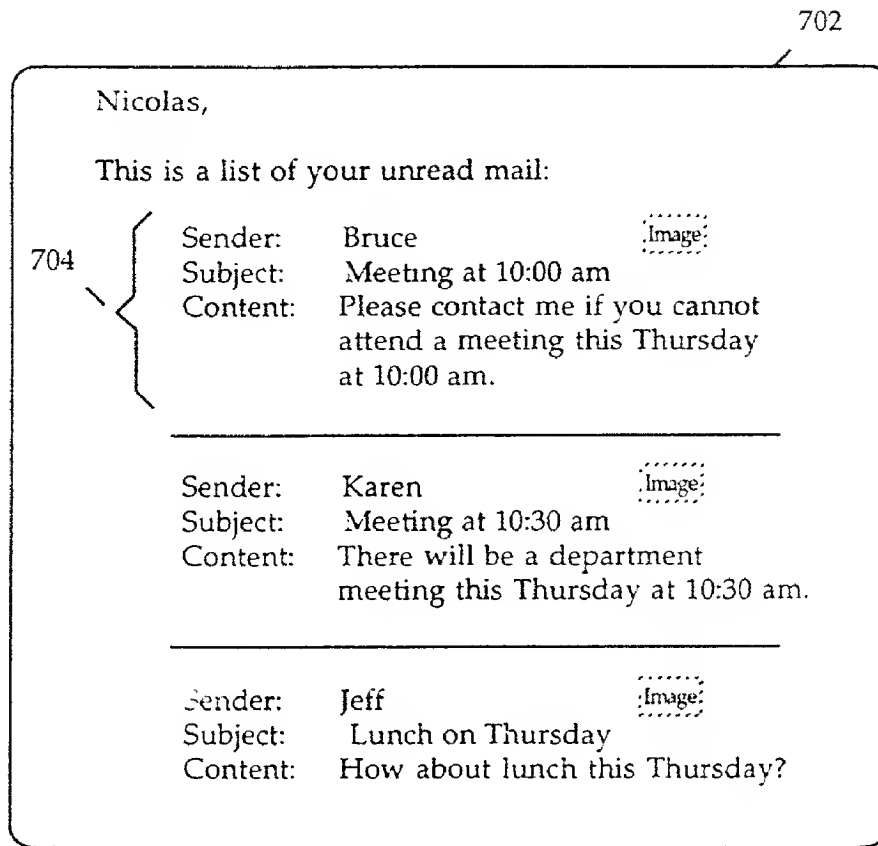 702
Nicolas,
This is a list of your unread mail:
704
Sender: Bruce Image
Subject: Meeting at 10:00 am
Content: Please contact me if you cannot
attend a meeting this Thursday
at 10:00 am.
Sender: Karen Image
Subject: Meeting at 10:30 am
Content: There will be a department
meeting this Thursday at 10:30 am.
Sender: Jeff Image
Subject: Lunch on Thursday
Content: How about lunch this Thursday?